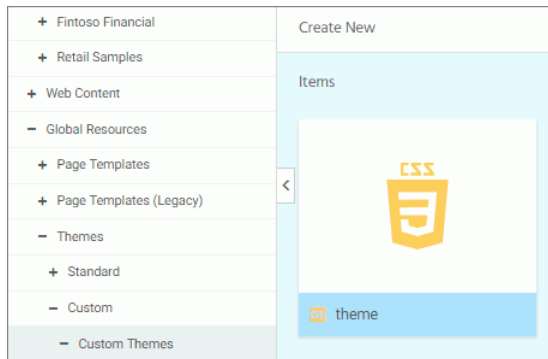 Fintoso Financial
Retail Samples
Web Content
Global Resources
Page Templates
Page Templates (Legacy)
Themes
Standard
Custom
Custom Themes
Create New
Items
CSS
CSS theme